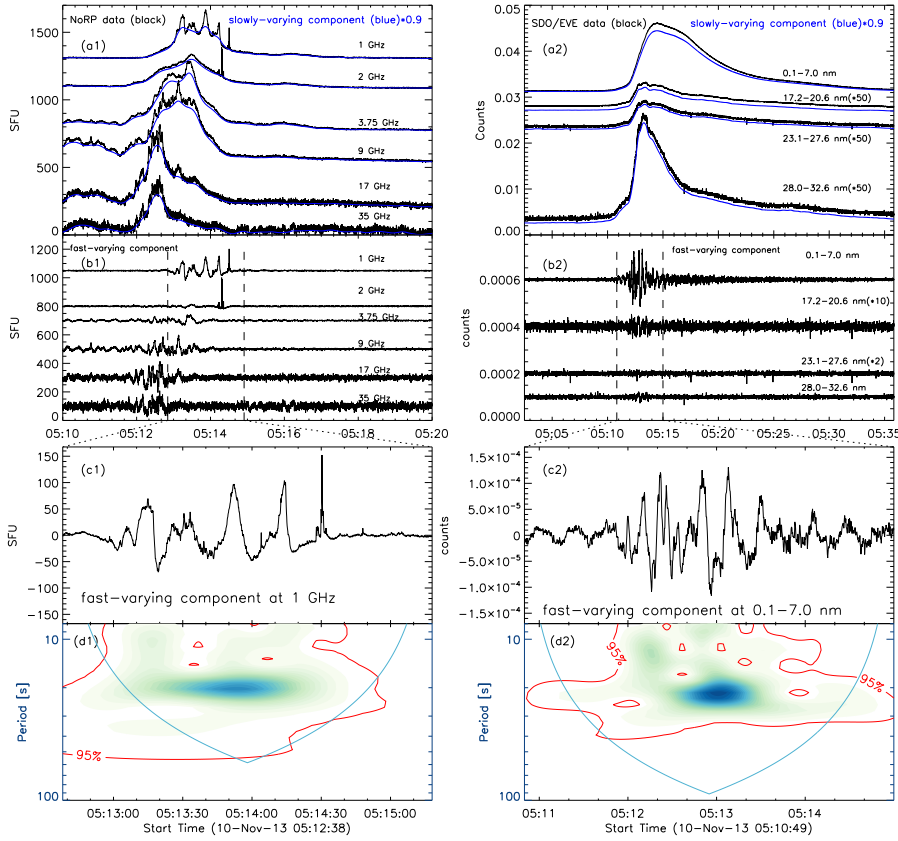 NoRP data (black) slowly-varying component (blue)*0.9
(a1)
1500
1000
500
0
SFU
1 GHz
2 GHz
3.75 GHz
9 GHz
17 GHz
35 GHz
SDO/EVE data (black) slowly-varying component (blue)*0.9
(a2)
0.05
0.04
0.03
0.02
0.01
0.00
Counts
0.1-7.0 nm
17.2-20.6 nm(*50)
23.1-27.6 nm(*50)
28.0-32.6 nm(*50)
fast-varying component
(b1)
1200
1000
800
600
400
200
0
SFU
1 GHz
2 GHz
3.75 GHz
9 GHz
17 GHz
35 GHz
05:10 05:12 05:14 05:16 05:18 05:20
fast-varying component
(b2)
0.0006
0.0004
0.0002
0.0000
counts
0.1-7.0 nm
17.2-20.6 nm(*10)
23.1-27.6 nm(*2)
28.0-32.6 nm
05:05 05:10 05:15 05:20 05:25 05:30 05:35
(c1)
150
100
50
0
-50
-100
-150
SFU
fast-varying component at 1 GHz
(c2)
1.5×10-4
1.0×10-4
5.0×10-5
0
-5.0×10-5
-1.0×10-4
-1.5×10-4
counts
fast-varying component at 0.1-7.0 nm
(d1)
10
100
Period [s]
95%
05:13:00 05:13:30 05:14:00 05:14:30 05:15:00
Start Time (10-Nov-13 05:12:38)
(d2)
10
100
Period [s]
95%
95%
05:11 05:12 05:13 05:14
Start Time (10-Nov-13 05:10:49)